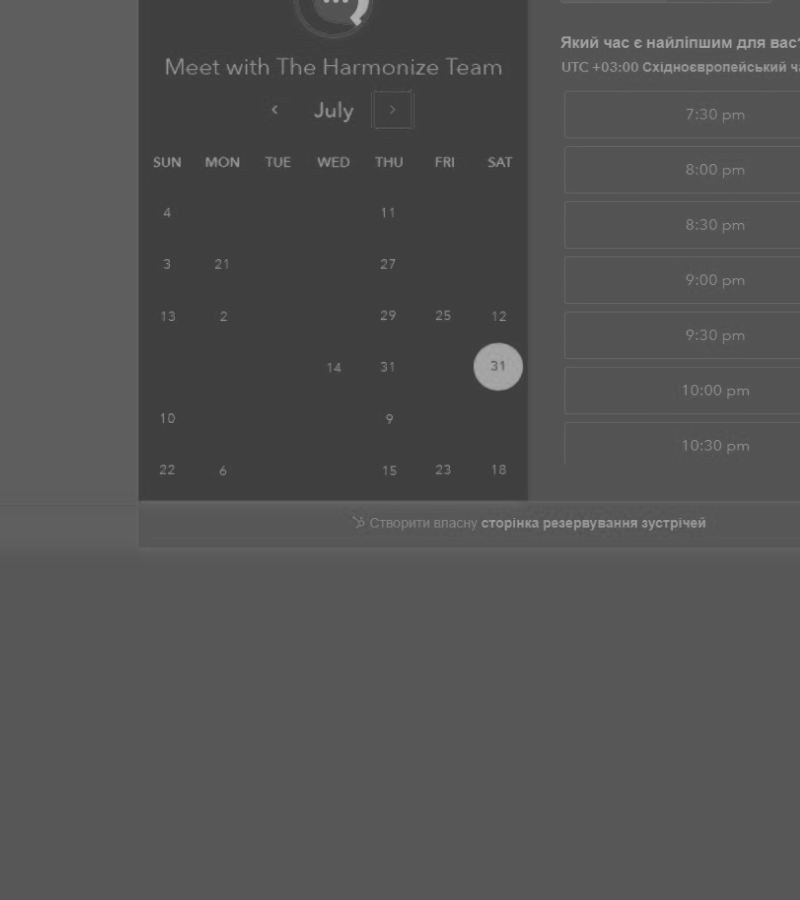 Meet with The Harmonize Team
July
SUN MON TUE WED THU FRI SAT
4 11
3 21 27
13 2 29 25 12
14 31 31
10 9
22 6 15 23 18
Який час є найліпшим для вас
UTC +03:00 Східноєвропейський
7:30 pm
8:00 pm
8:30 pm
9:00 pm
9:30 pm
10:00 pm
10:30 pm
Створити власну сторінка резервування зустрічей